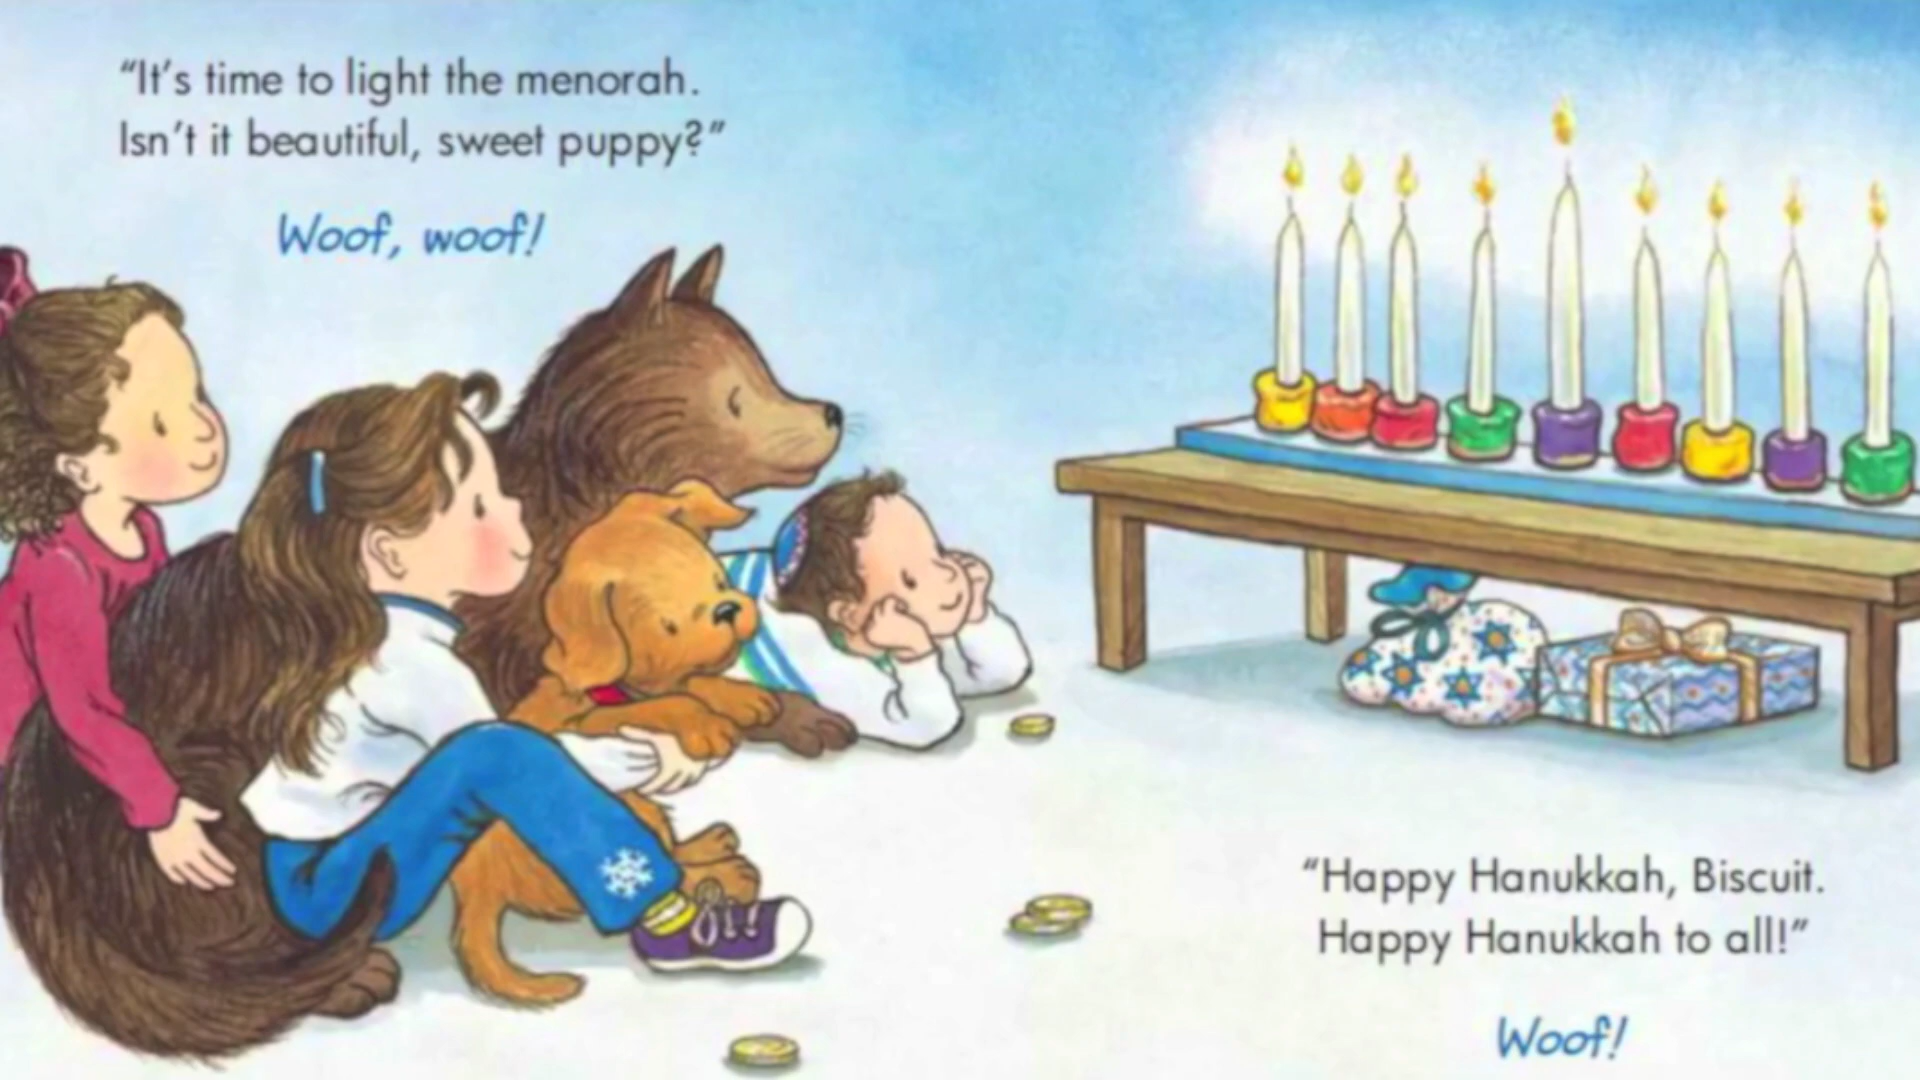 “It’s time to light the menorah.
Isn’t it beautiful, sweet puppy?”
Woof, woof!
“Happy Hanukkah, Biscuit.
Happy Hanukkah to all!”
Woof!